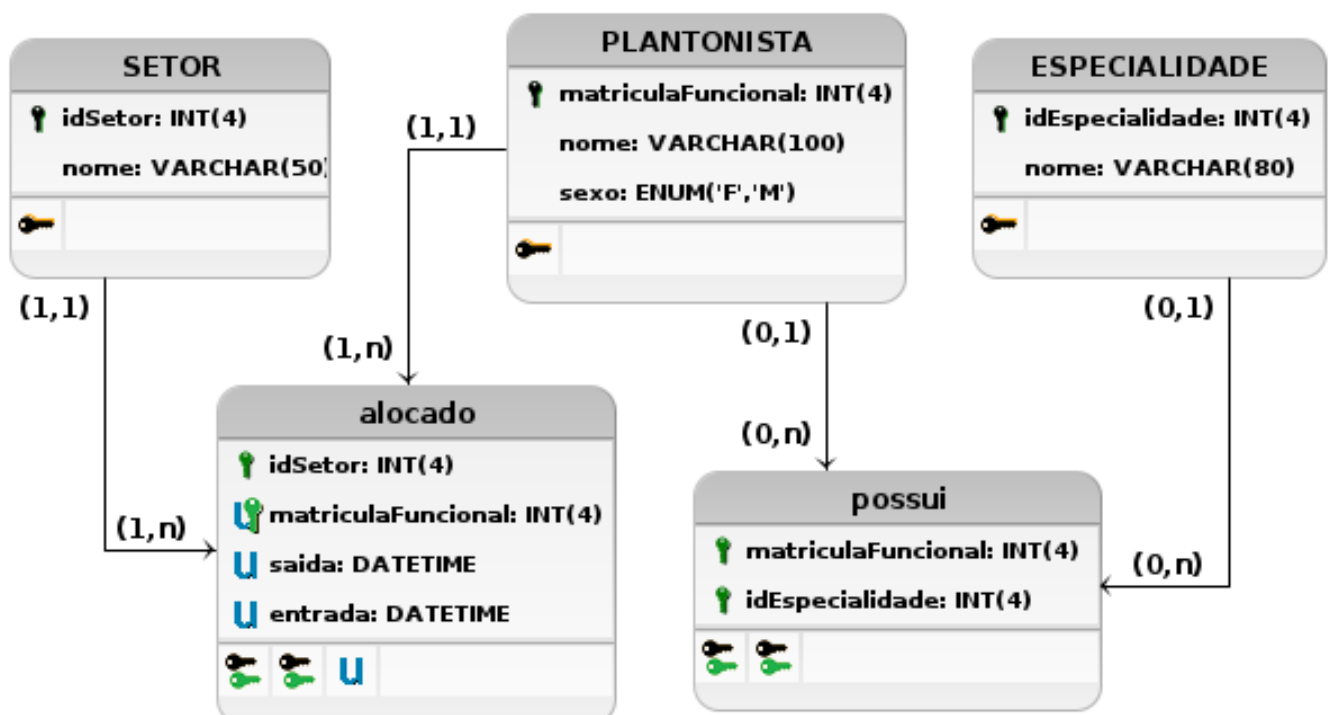 SETOR
idSetor: INT(4)
nome: VARCHAR(50)
PLANTONISTA
matriculaFuncional: INT(4)
nome: VARCHAR(100)
sexo: ENUM('F','M')
ESPECIALIDADE
idEspecialidade: INT(4)
nome: VARCHAR(80)
(1,1)
(1,1)
(0,1)
(0,1)
(1,n)
(0,n)
(1,n)
(0,n)
alocado
idSetor: INT(4)
U matriculaFuncional: INT(4)
U saida: DATETIME
U entrada: DATETIME
U
possui
matriculaFuncional: INT(4)
idEspecialidade: INT(4)